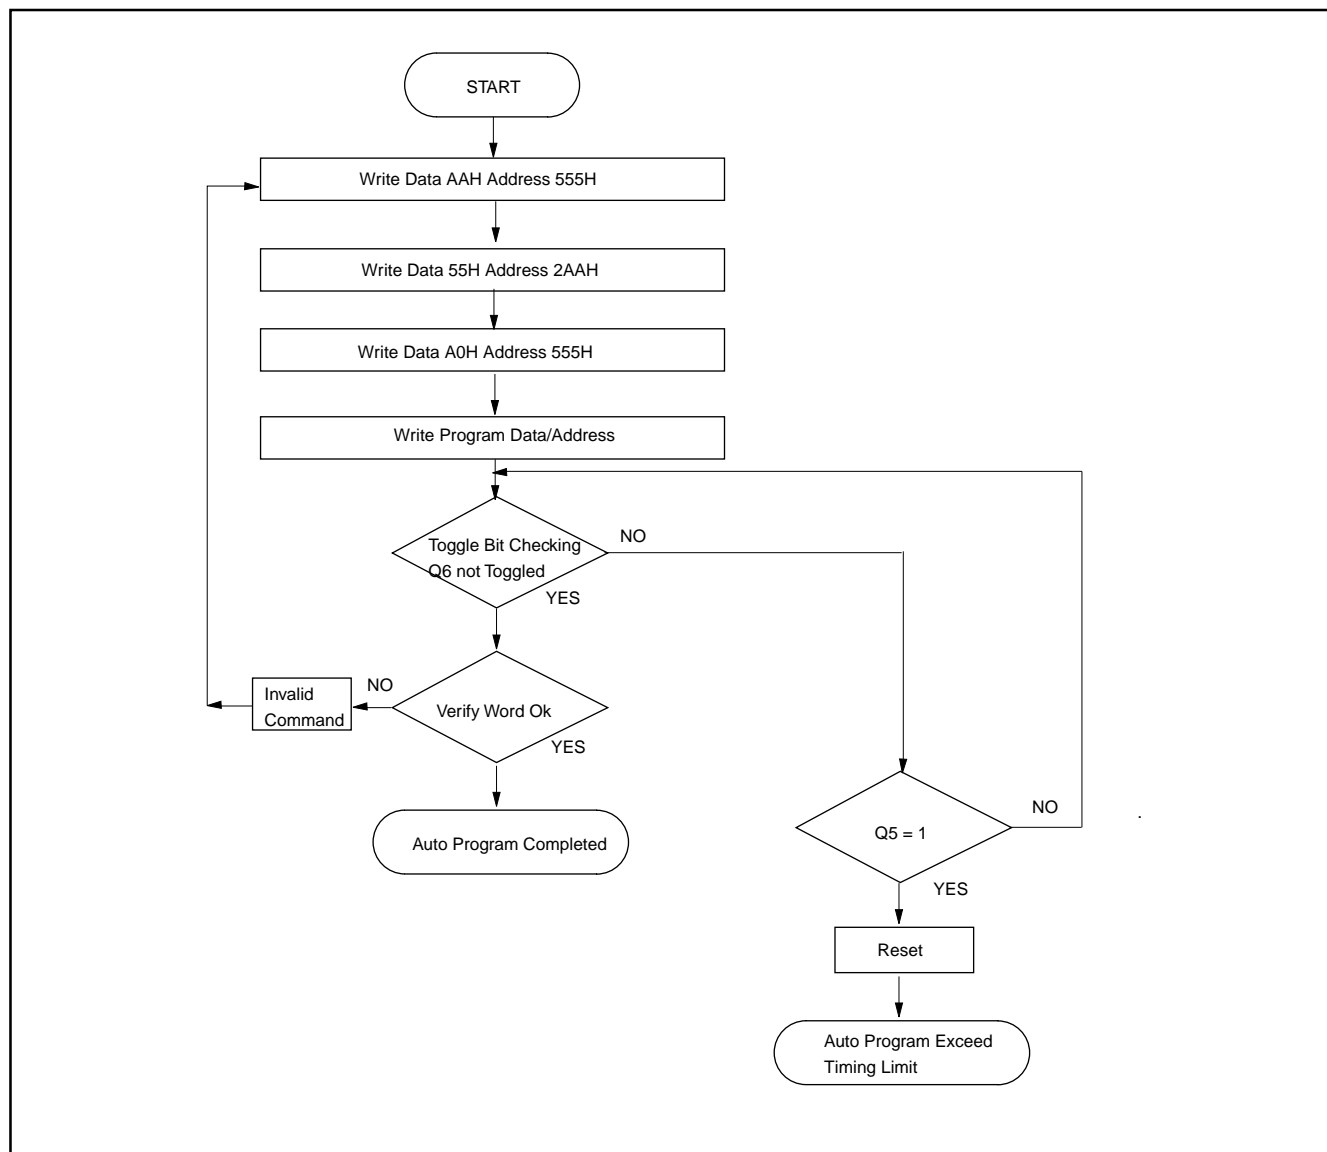 START
Write Data AAH Address 555H
Write Data 55H Address 2AAH
Write Data A0H Address 555H
Write Program Data/Address
Toggle Bit Checking
Q6 not Toggled
NO
YES
Invalid
Command
NO
Verify Word Ok
YES
Auto Program Completed
Q5 = 1
NO
YES
Reset
Auto Program Exceed
Timing Limit